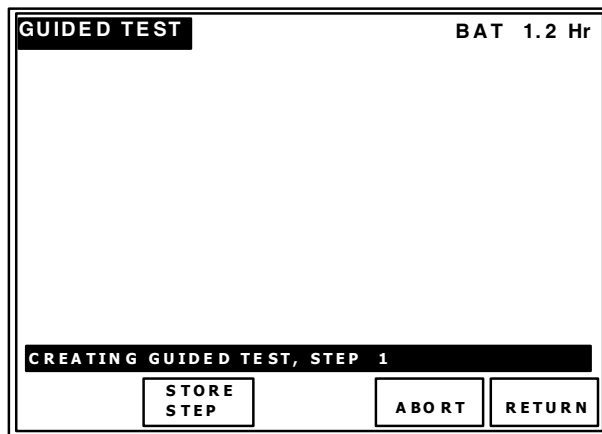 GUIDED TEST BAT 1.2 Hr
CREATING GUIDED TEST, STEP 1
STORE
STEP
ABORT
RETURN